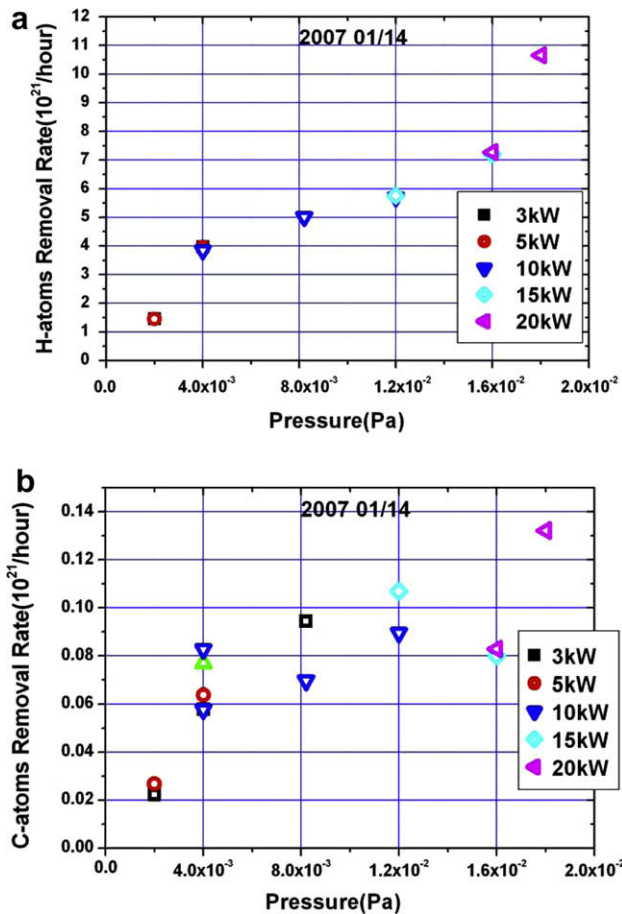 a
2007 01/14
H-atoms Removal Rate(10²¹/hour)
12
11
10
9
8
7
6
5
4
3
2
1
0
3kW
5kW
10kW
15kW
20kW
0.0 4.0x10⁻³ 8.0x10⁻³ 1.2x10⁻² 1.6x10⁻² 2.0x10⁻²
Pressure(Pa)
b
2007 01/14
C-atoms Removal Rate(10²¹/hour)
0.14
0.12
0.10
0.08
0.06
0.04
0.02
0.00
3kW
5kW
10kW
15kW
20kW
0.0 4.0x10⁻³ 8.0x10⁻³ 1.2x10⁻² 1.6x10⁻² 2.0x10⁻²
Pressure(Pa)